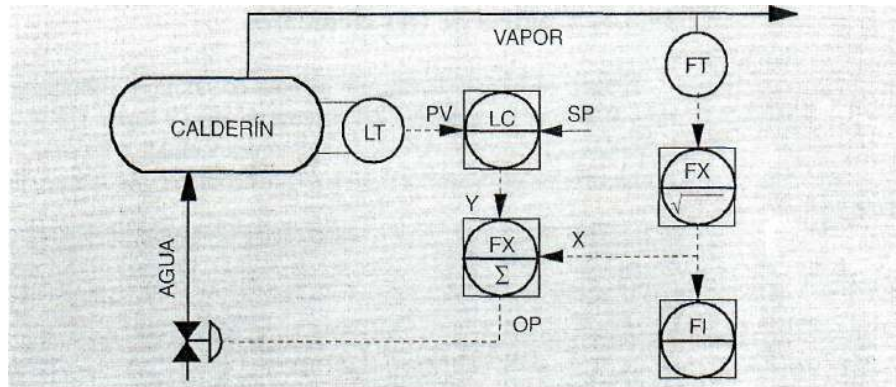 VAPOR
FT
CALDERÍN
LT
PV
LC
SP
FX
√
Y
X
FX
Σ
AGUA
OP
FI